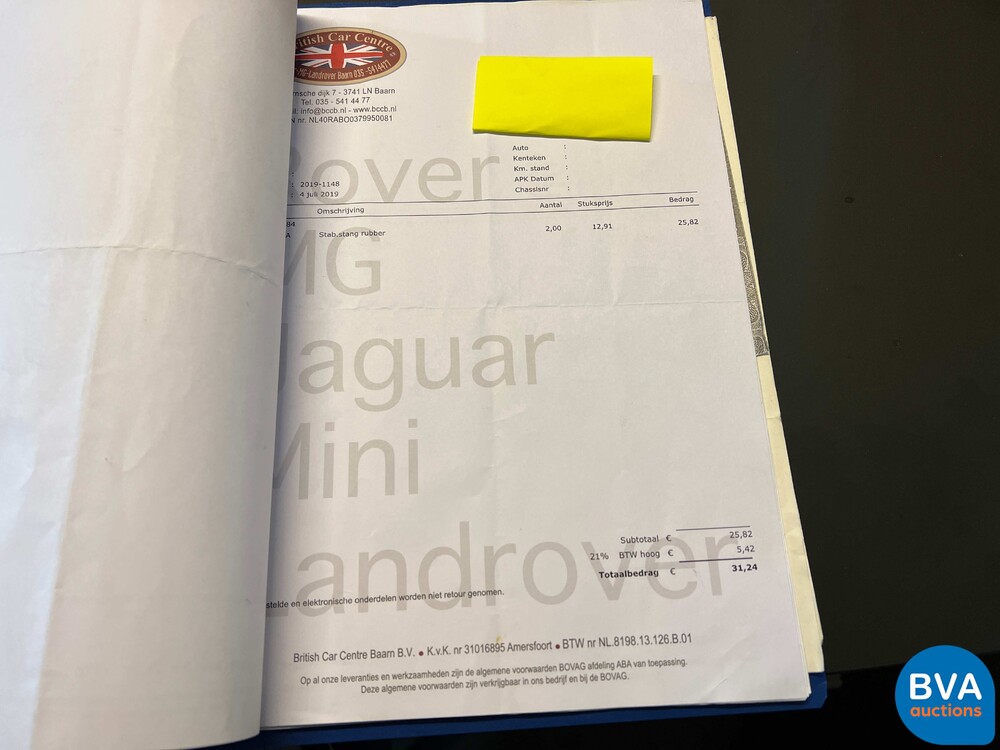 British Car Centre
MG-Landrover Baarn 035-5414477
nsche dijk 7 - 3741 LN Baarn
Tel. 035 - 541 44 77
l: info@bccb.nl - www.bccb.nl
N nr. NL40RABO0379950081
Rover
MG
Jaguar
Mini
Landrover
Auto :
Kenteken :
Km. stand :
APK Datum :
Chassisnr :
: 2019-1148
: 4 juli 2019
Omschrijving Aantal Stuksprijs Bedrag
84
A Stab.stang rubber 2,00 12,91 25,82
Subtotaal € 25,82
21% BTW hoog € 5,42
Totaalbedrag € 31,24
stelde en elektronische onderdelen worden niet retour genomen.
British Car Centre Baarn B.V. • K.v.K. nr 31016895 Amersfoort • BTW nr NL.8198.13.126.B.01
Op al onze leveranties en werkzaamheden zijn de algemene voorwaarden BOVAG afdeling ABA van toepassing.
Deze algemene voorwaarden zijn verkrijgbaar in ons bedrijf en bij de BOVAG.
BVA
auctions